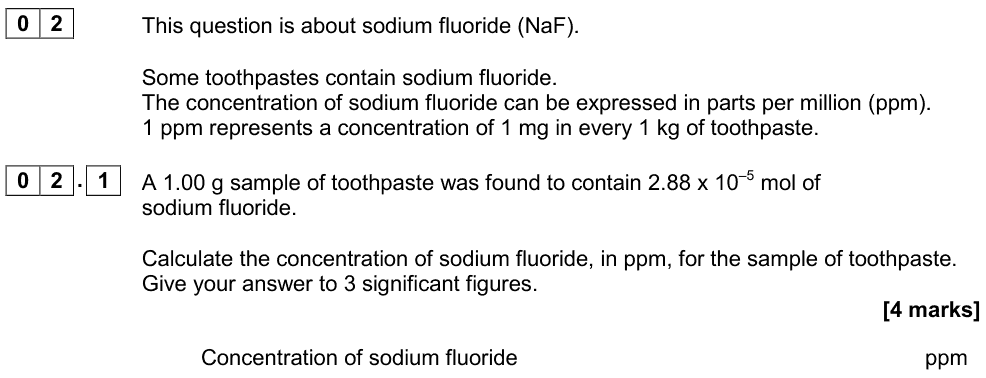 0 2 This question is about sodium fluoride (NaF).
Some toothpastes contain sodium fluoride.
The concentration of sodium fluoride can be expressed in parts per million (ppm).
1 ppm represents a concentration of 1 mg in every 1 kg of toothpaste.
0 2 . 1 A 1.00 g sample of toothpaste was found to contain 2.88 x 10⁻⁵ mol of
sodium fluoride.
Calculate the concentration of sodium fluoride, in ppm, for the sample of toothpaste.
Give your answer to 3 significant figures.
[4 marks]
Concentration of sodium fluoride ppm